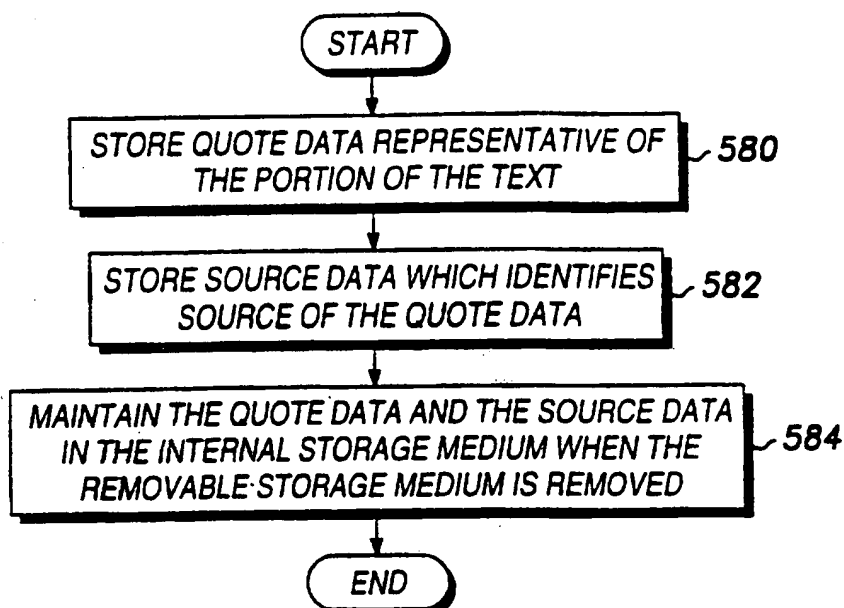 START
STORE QUOTE DATA REPRESENTATIVE OF
THE PORTION OF THE TEXT
580
STORE SOURCE DATA WHICH IDENTIFIES
SOURCE OF THE QUOTE DATA
582
MAINTAIN THE QUOTE DATA AND THE SOURCE DATA
IN THE INTERNAL STORAGE MEDIUM WHEN THE
REMOVABLE STORAGE MEDIUM IS REMOVED
584
END